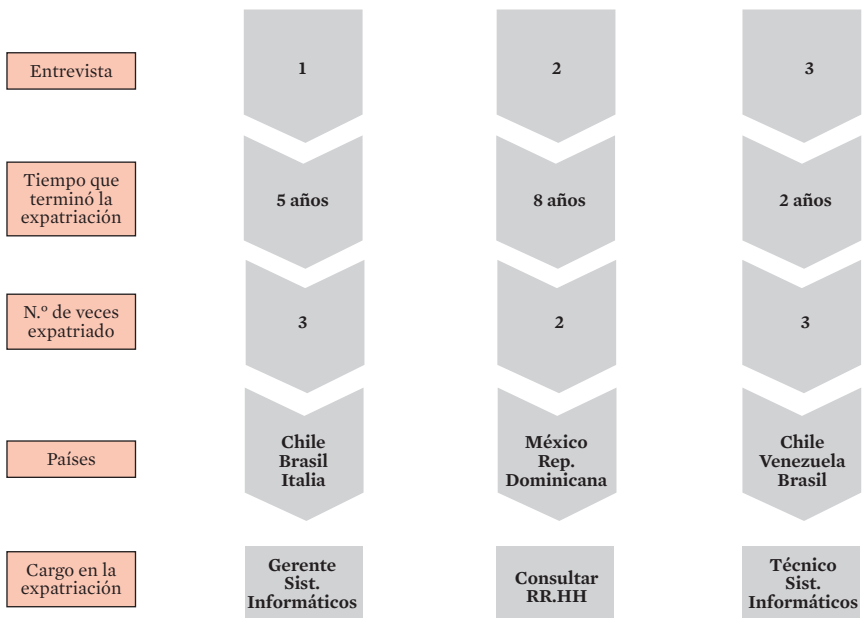 Entrevista
1
2
3
Tiempo que
terminó la
expatriación
5 años
8 años
2 años
N.º de veces
expatriado
3
2
3
Países
Chile
Brasil
Italia
México
Rep.
Dominicana
Chile
Venezuela
Brasil
Cargo en la
expatriación
Gerente
Sist.
Informáticos
Consultar
RR.HH
Técnico
Sist.
Informáticos